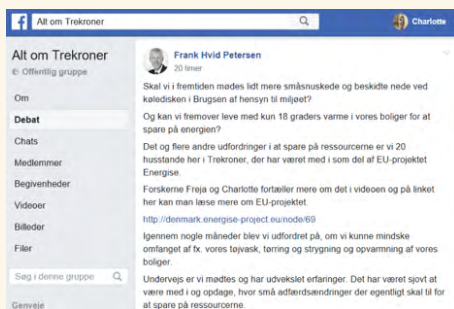 Alt om Trekroner
Charlotte
Alt om Trekroner
Offentlig gruppe
Om
Debat
Chats
Medlemmer
Begivenheder
Videoer
Billeder
Filer
Søg i denne gruppe
Genveje
Frank Hvid Petersen
20 timer
Skal vi i fremtiden mødes lidt mere småsnuskede og beskidte nede ved
køledisken i Brugsen af hensyn til miljøet?
Og kan vi fremover leve med kun 18 graders varme i vores boliger for at
spare på energien?
Det og flere andre udfordringer i at spare på ressourcerne er vi 20
husstande her i Trekroner, der har været med i som del af EU-projektet
Energise.
Forskerne Freja og Charlotte fortæller mere om det i videoen og på linket
her kan man læse mere om EU-projektet.
http://denmark.energise-project.eu/node/69
Igennem nogle måneder blev vi udfordret på, om vi kunne mindske
omfanget af fx. vores tøjvask, tørring og strygning og opvarmning af vores
boliger.
Undervejs er vi mødtes og har udvekslet erfaringer. Det har været sjovt at
være med i og opdage, hvor små adfærdsændringer der egentligt skal til for
at spare på ressourcerne.